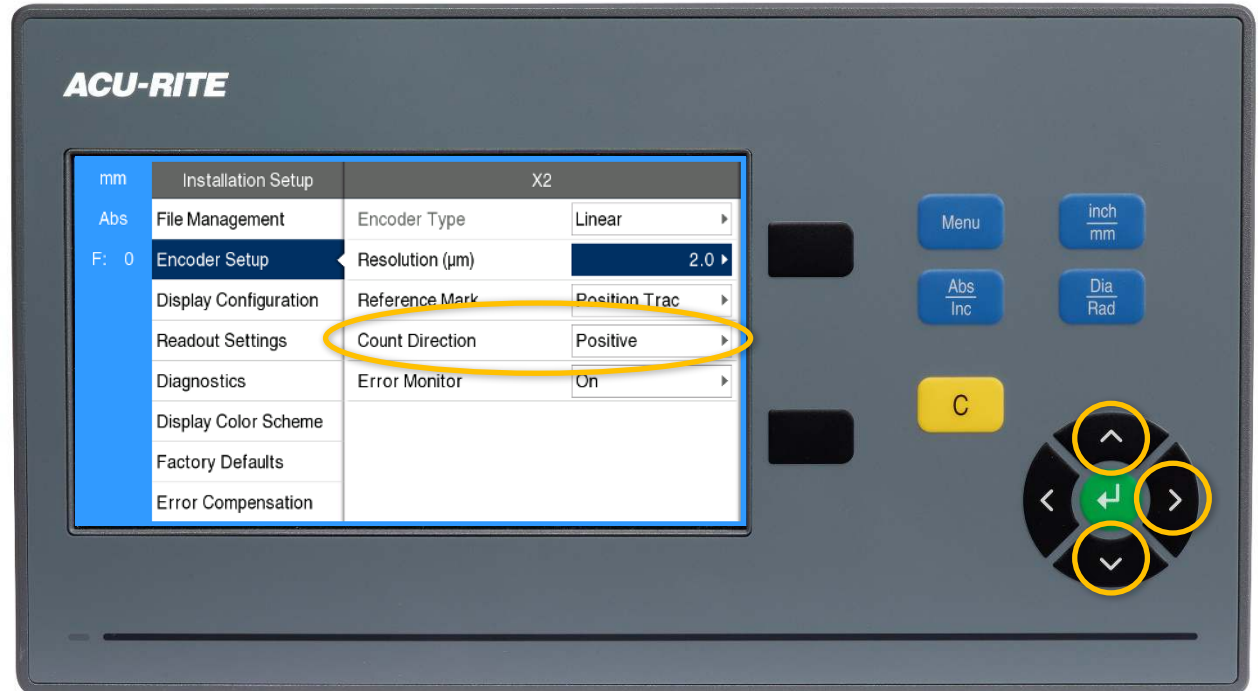 ACU-RITE
mm Installation Setup X2
Abs File Management Encoder Type Linear
F: 0 Encoder Setup Resolution (µm) 2.0
Display Configuration Reference Mark Position Trac
Readout Settings Count Direction Positive
Diagnostics Error Monitor On
Display Color Scheme
Factory Defaults
Error Compensation
Menu
inch
mm
Abs
Inc
Dia
Rad
C